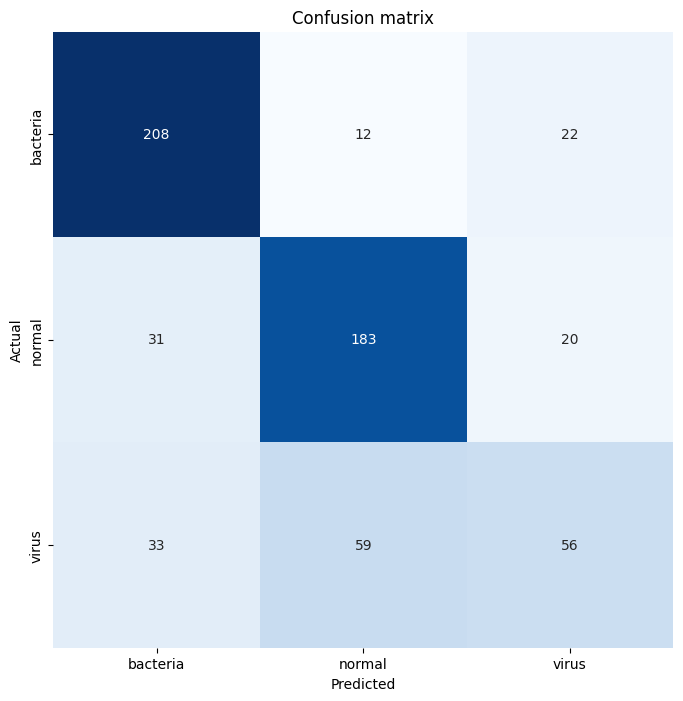 Confusion matrix
Actual
bacteria
208 12 22
normal
31 183 20
virus
33 59 56
bacteria normal virus
Predicted